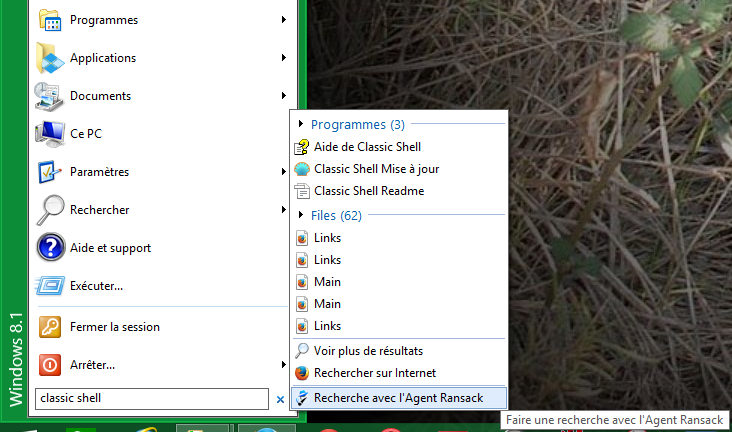 Programmes
Applications
Documents
Ce PC
Paramètres
Rechercher
Aide et support
Exécuter...
Fermer la session
Arrêter...
classic shell
Windows 8.1
Programmes (3)
Aide de Classic Shell
Classic Shell Mise à jour
Classic Shell Readme
Files (62)
Links
Links
Main
Main
Links
Voir plus de résultats
Rechercher sur Internet
Recherche avec l'Agent Ransack
Faire une recherche avec l'Agent Ransack